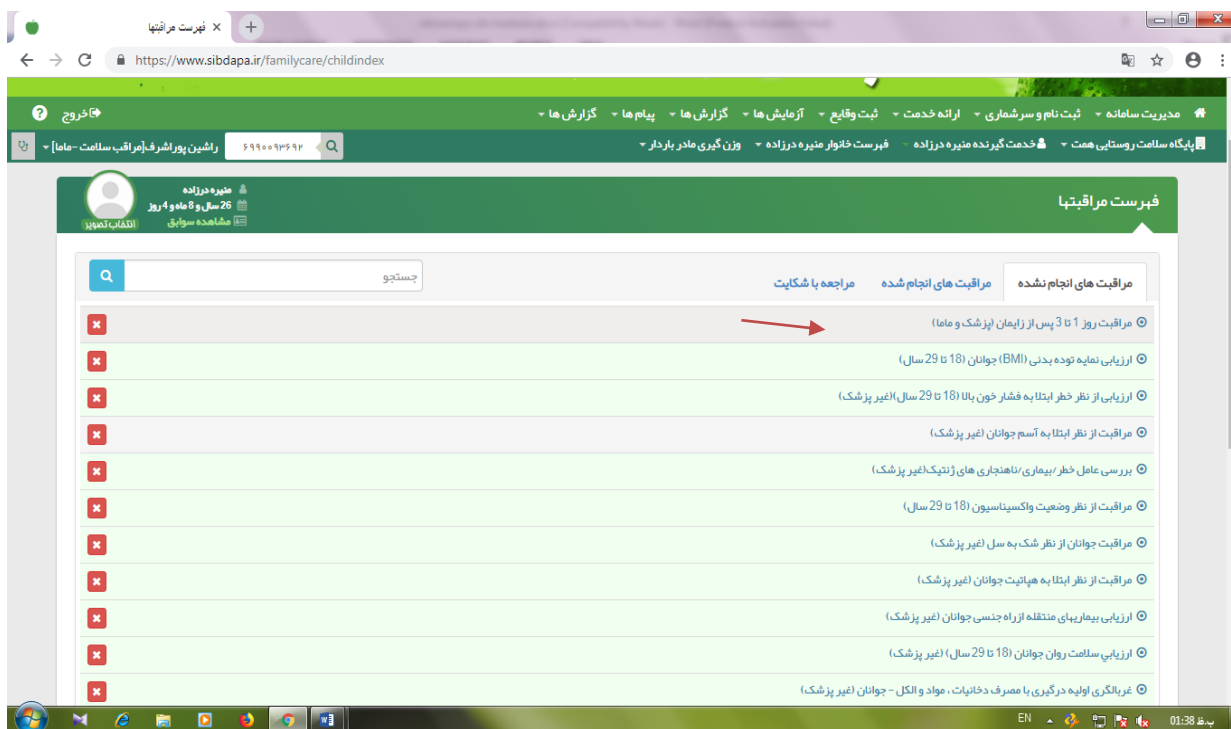 فهرست مراقبتها
https://www.sibdapa.ir/familycare/childindex
مدیریت سامانه ثبت نام و سرشماری ارائه خدمت ثبت وقایع آزمایش ها گزارش ها پیام ها گزارش ها خروج
پایگاه سلامت روستایی همت خدمت گیرنده منیره درزاده فهرست خانوار منیره درزاده وزن گیری مادر باردار ۶۹۹۰۰۹۳۶۹۲ راشین پوراشرف[مراقب سلامت -ماما]
فهرست مراقبتها
منیره درزاده
26 سال و 8 ماه و 4 روز
مشاهده سوابق
انتخاب تصویر
مراقبت های انجام نشده مراقبت های انجام شده مراجعه با شکایت جستجو
مراقبت روز 1 تا 3 پس از زایمان (پزشک و ماما)
ارزیابی نمایه توده بدنی (BMI) جوانان (18 تا 29 سال)
ارزیابی از نظر خطر ابتلا به فشار خون بالا (18 تا 29 سال)(غیر پزشک)
مراقبت از نظر ابتلا به آسم جوانان (غیر پزشک)
بررسی عامل خطر/بیماری/ناهنجاری های ژنتیک(غیر پزشک)
مراقبت از نظر وضعیت واکسیناسیون (18 تا 29 سال)
مراقبت جوانان از نظر شک به سل (غیر پزشک)
مراقبت از نظر ابتلا به هپاتیت جوانان (غیر پزشک)
ارزیابی بیماریهای منتقله از راه جنسی جوانان (غیر پزشک)
ارزیابي سلامت روان جوانان (18 تا 29 سال) (غیر پزشک)
غربالگری اولیه درگیری با مصرف دخانیات ، مواد و الکل - جوانان (غیر پزشک)
EN 01:38 ب.ظ